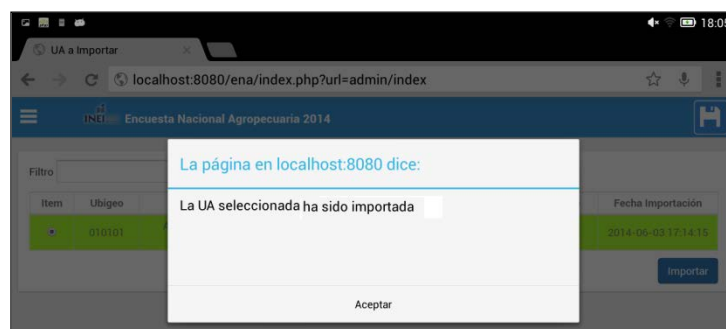 18:05
UA a Importar
localhost:8080/ena/index.php?url=admin/index
INEI Encuesta Nacional Agropecuaria 2014
La página en localhost:8080 dice:
Filtro
La UA seleccionada ha sido importada
Item Ubigeo Fecha Importación
010101 2014-06-03 17:14:15
Importar
Aceptar